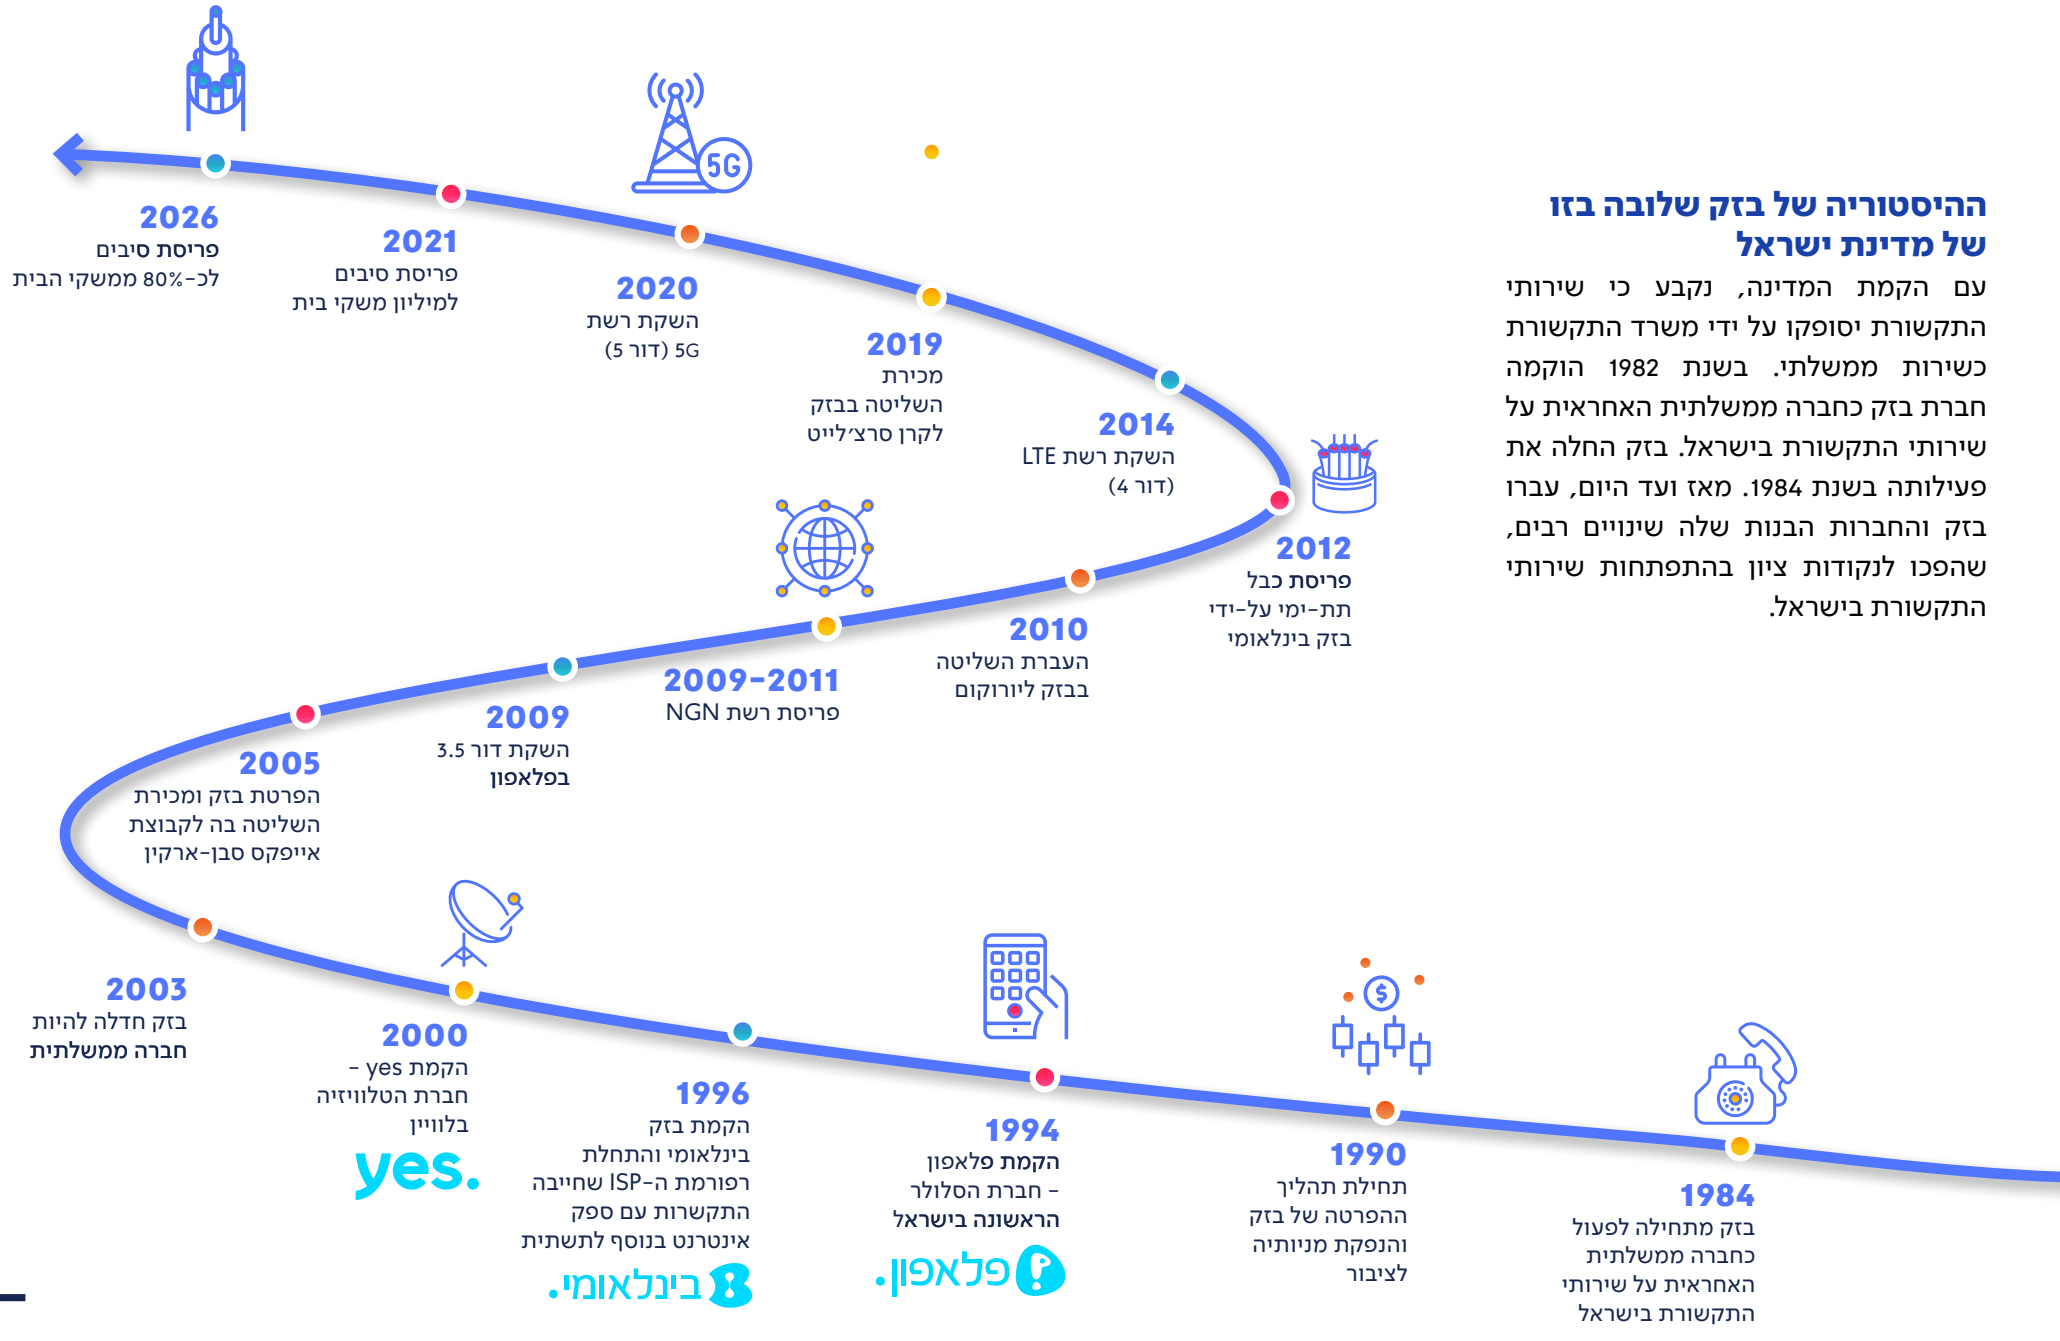 ההיסטוריה של בזק שלובה בזו
של מדינת ישראל
עם הקמת המדינה, נקבע כי שירותי
התקשורת יסופקו על ידי משרד התקשורת
כשירות ממשלתי. בשנת 1982 הוקמה
חברת בזק כחברה ממשלתית האחראית על
שירותי התקשורת בישראל. בזק החלה את
פעילותה בשנת 1984. מאז ועד היום, עברו
בזק והחברות הבנות שלה שינויים רבים,
שהפכו לנקודות ציון בהתפתחות שירותי
התקשורת בישראל.
1984
בזק מתחילה לפעול
כחברה ממשלתית
האחראית על שירותי
התקשורת בישראל
$
1990
תחילת תהליך
ההפרטה של בזק
והנפקת מניותיה
לציבור
1994
הקמת פלאפון
- חברת הסלולר
הראשונה בישראל
פלאפון.
1996
הקמת בזק
בינלאומי והתחלת
רפורמת ה-ISP שחייבה
התקשרות עם ספק
אינטרנט בנוסף לתשתית
בינלאומי.
2000
הקמת yes -
חברת הטלוויזיה
בלוויין
yes.
2003
בזק חדלה להיות
חברה ממשלתית
2005
הפרטת בזק ומכירת
השליטה בה לקבוצת
אייפקס סבן-ארקין
2009
השקת דור 3.5
בפלאפון
2009-2011
פריסת רשת NGN
2010
העברת השליטה
בבזק ליורוקום
2012
פריסת כבל
תת-ימי על-ידי
בזק בינלאומי
2014
השקת רשת LTE
(דור 4)
2019
מכירת
השליטה בבזק
לקרן סרצ׳לייט
5G
2020
השקת רשת
5G (דור 5)
2021
פריסת סיבים
למיליון משקי בית
2026
פריסת סיבים
לכ-80% ממשקי הבית